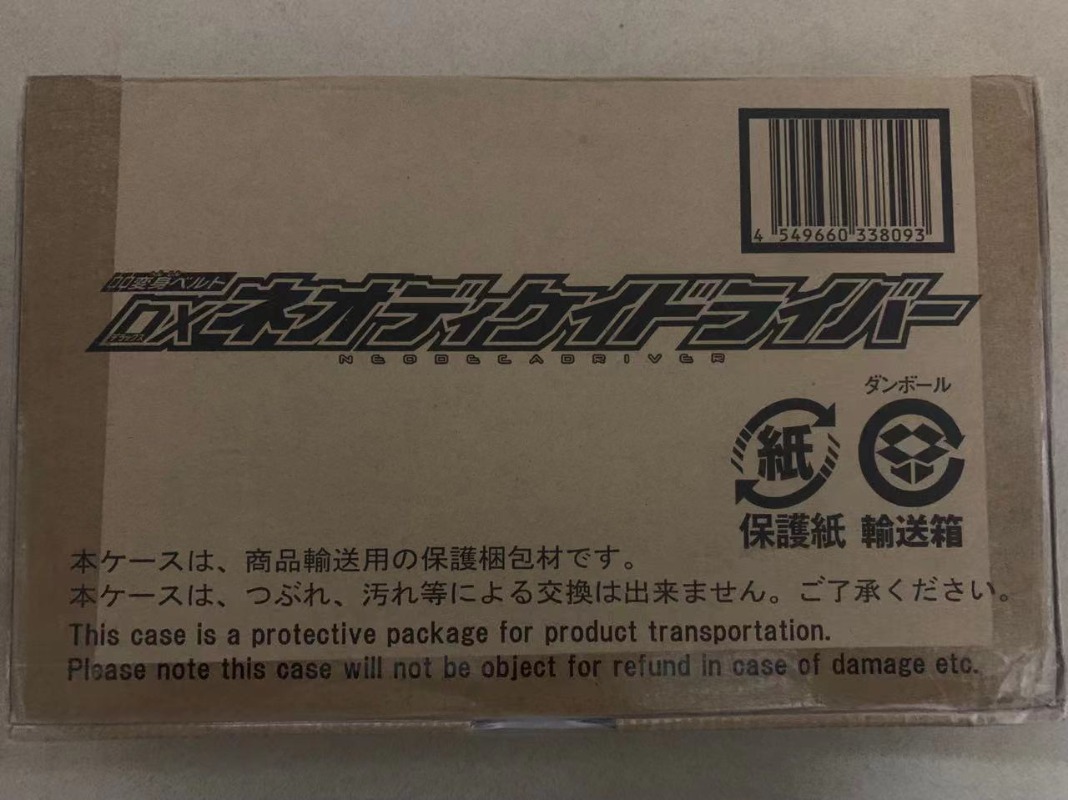 4 549660 338093
変身ベルト
DXネオディケイドライバー
デラックス
NEODECADRIVER
ダンボール
紙
保護紙 輸送箱
本ケースは、商品輸送用の保護梱包材です。
本ケースは、つぶれ、汚れ等による交換は出来ません。ご了承ください。
This case is a protective package for product transportation.
Please note this case will not be object for refund in case of damage etc.